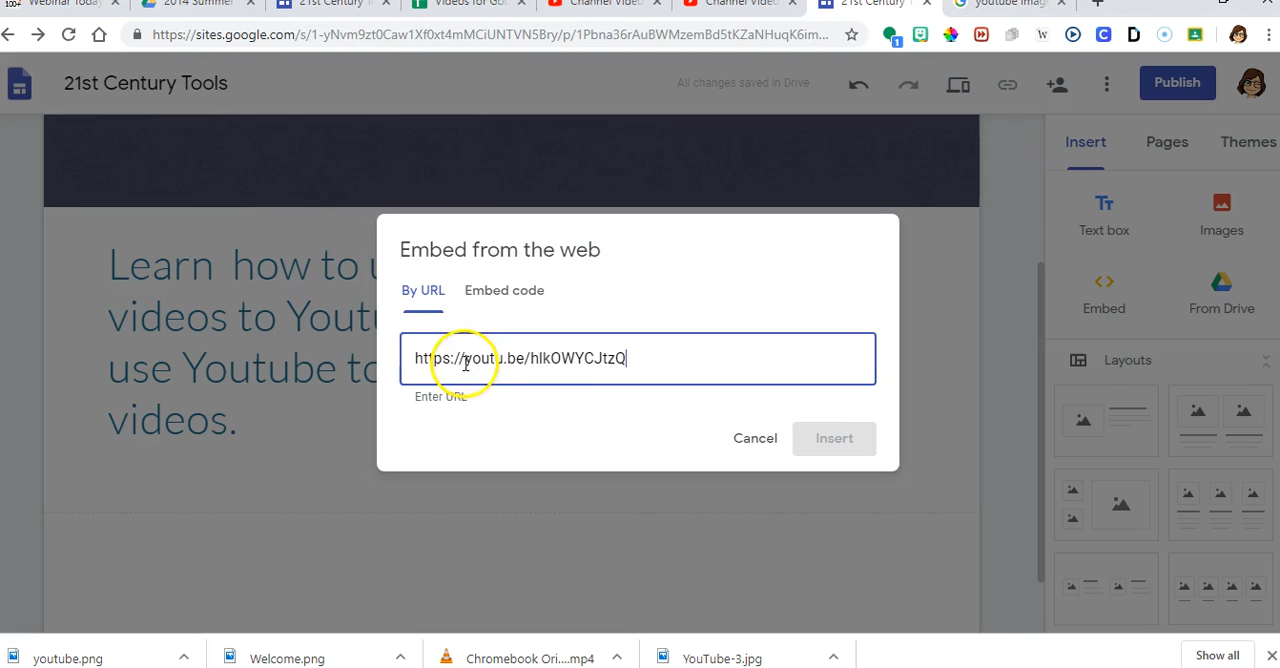 Webinar Today
2014 Summer
21st Century T
Videos for Goo
Channel Video
Channel Video
21st Century T
youtube imag
https://sites.google.com/s/1-yNvm9zt0Caw1Xf0xt4mMCiUNTVN5Bry/p/1Pbna36rAuBWMzemBd5tKZaNHuqK6im...
21st Century Tools
All changes saved in Drive
Publish
Insert
Pages
Themes
Text box
Images
Embed
From Drive
Layouts
Learn how to u
videos to Yout
use Youtube to
videos.
Embed from the web
By URL
Embed code
https://youtu.be/hlkOWYCJtzQ
Enter URL
Cancel
Insert
youtube.png
Welcome.png
Chromebook Ori....mp4
YouTube-3.jpg
Show all